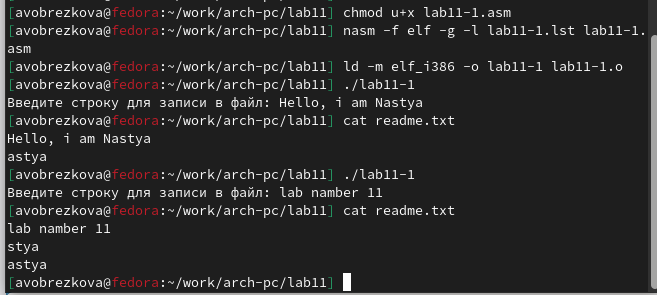 [avobrezkova@fedora:~/work/arch-pc/lab11] chmod u+x lab11-1.asm
[avobrezkova@fedora:~/work/arch-pc/lab11] nasm -f elf -g -l lab11-1.lst lab11-1.
asm
[avobrezkova@fedora:~/work/arch-pc/lab11] ld -m elf_i386 -o lab11-1 lab11-1.o
[avobrezkova@fedora:~/work/arch-pc/lab11] ./lab11-1
Введите строку для записи в файл: Hello, i am Nastya
[avobrezkova@fedora:~/work/arch-pc/lab11] cat readme.txt
Hello, i am Nastya
astya
[avobrezkova@fedora:~/work/arch-pc/lab11] ./lab11-1
Введите строку для записи в файл: lab namber 11
[avobrezkova@fedora:~/work/arch-pc/lab11] cat readme.txt
lab namber 11
stya
astya
[avobrezkova@fedora:~/work/arch-pc/lab11]